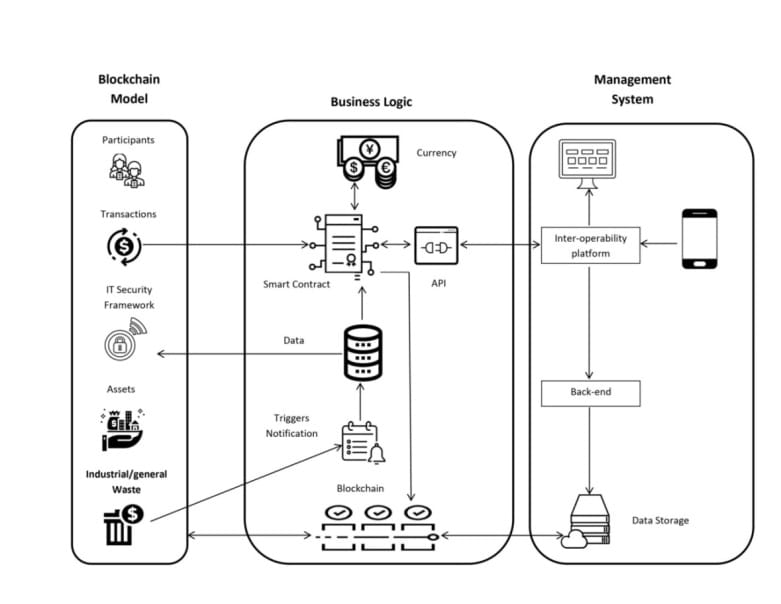 Blockchain
Model
Business Logic
Management
System
Participants
Transactions
IT Security
Framework
Assets
Industrial/general
Waste
¥
$
€
Currency
Smart Contract
API
Data
Triggers
Notification
Blockchain
Inter-operability
platform
Back-end
Data Storage
$
$